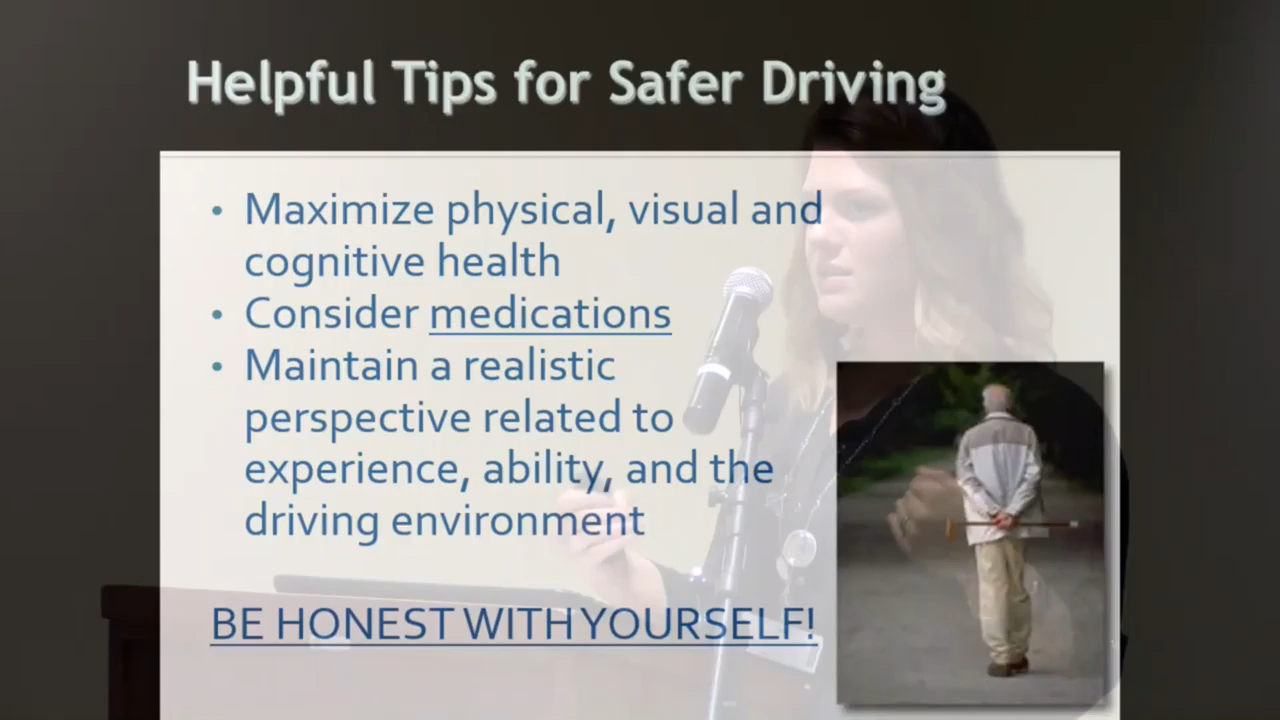 Helpful Tips for Safer Driving
• Maximize physical, visual and
cognitive health
• Consider medications
• Maintain a realistic
perspective related to
experience, ability, and the
driving environment
BE HONEST WITH YOURSELF!